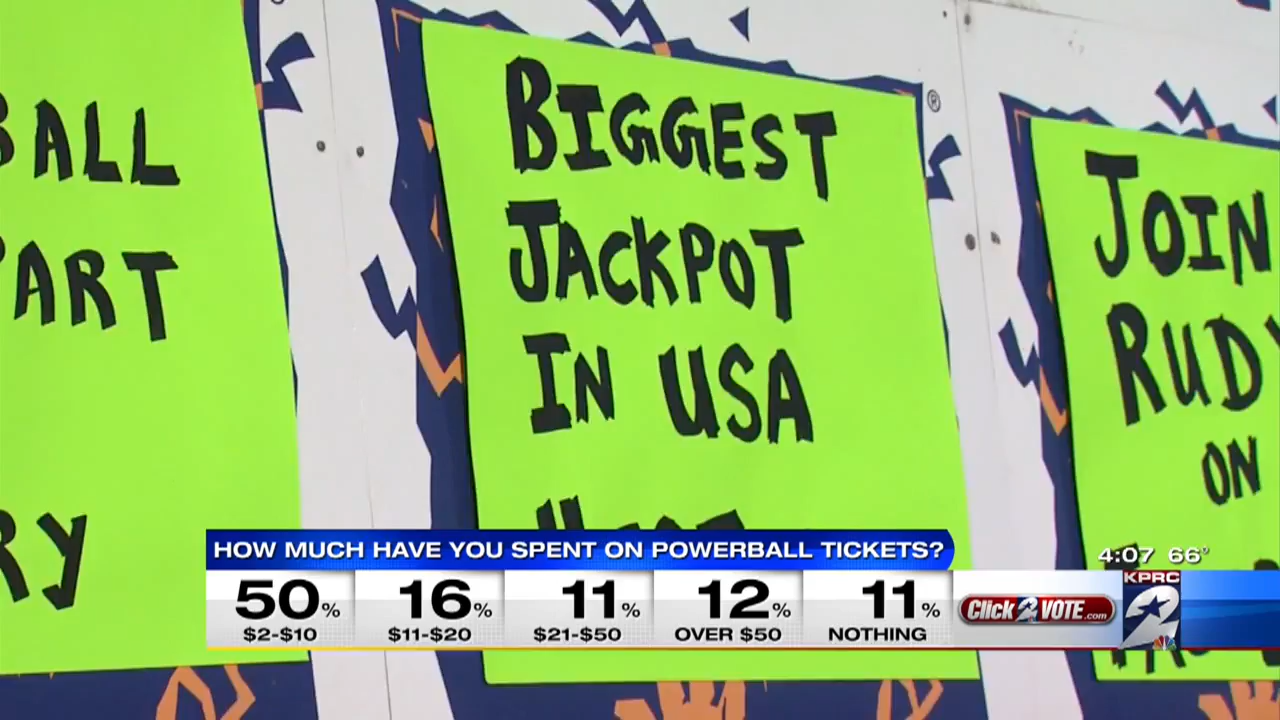 BALL
ART
RY
BIGGEST
JACKPOT
IN USA
JOIN
RUDY
ON
HOW MUCH HAVE YOU SPENT ON POWERBALL TICKETS?
50% 16% 11% 12% 11%
$2-$10 $11-$20 $21-$50 OVER $50 NOTHING
Click2VOTE.com
4:07 66°
KPRC
2
®